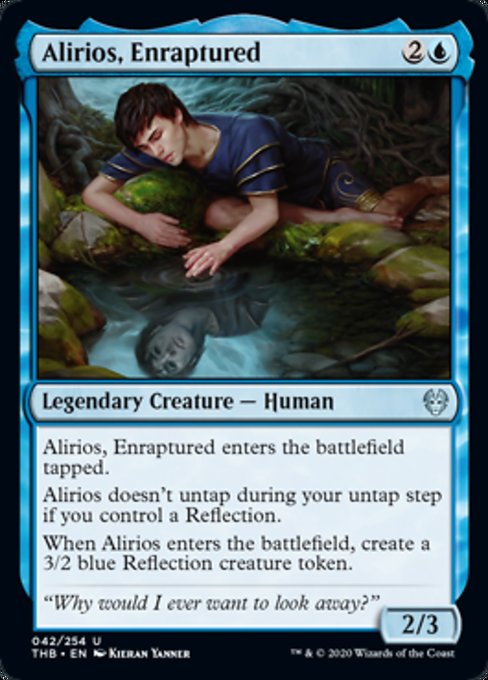 Alirios, Enraptured 2
Legendary Creature — Human
Alirios, Enraptured enters the battlefield
tapped.
Alirios doesn't untap during your untap step
if you control a Reflection.
When Alirios enters the battlefield, create a
3/2 blue Reflection creature token.
“Why would I ever want to look away?”
2/3
042/254 U
THB • EN Kieran Yanner
™ & © 2020 Wizards of the Coast